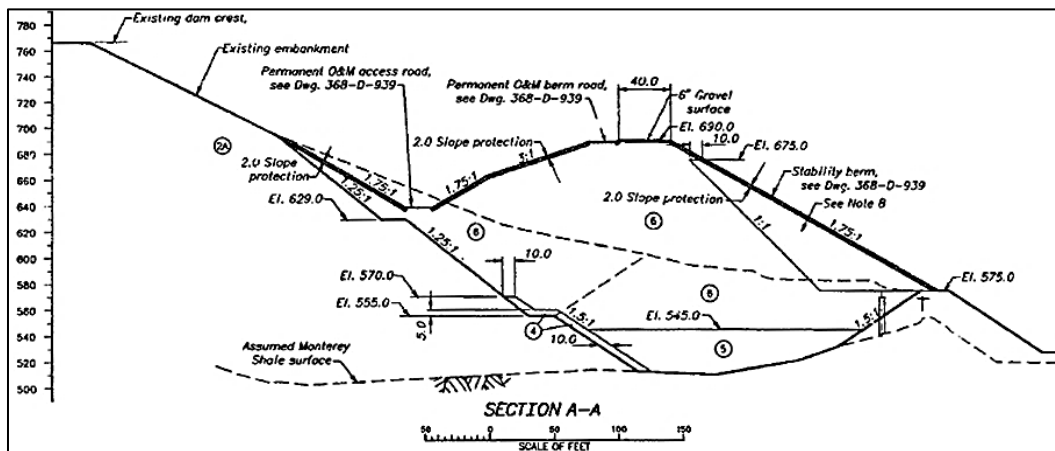 780
Existing dam crest,
760
Existing embankment
740
720
Permanent O&M access road,
see Dwg. 368-D-939
Permanent O&M berm road,
see Dwg. 368-D-939
40.0
6" Gravel
surface
700
El. 690.0
10.0
2A
2.0 Slope
protection
2.0 Slope protection
3:1
El. 675.0
680
Stability berm,
see Dwg. 368-D-939
See Note 8
660
1.75:1
1.25:1
1.75:1
2.0 Slope protection
1.75:1
640
El. 629.0
6
6
1:1
620
1.25:1
600
10.0
580
El. 570.0
6
El. 575.0
560
El. 555.0
1.5:1
El. 545.0
1.5:1
540
5.0
4
10.0
5
520
Assumed Monterey
Shale surface
500
SECTION A-A
50 0 50 100 150
SCALE OF FEET